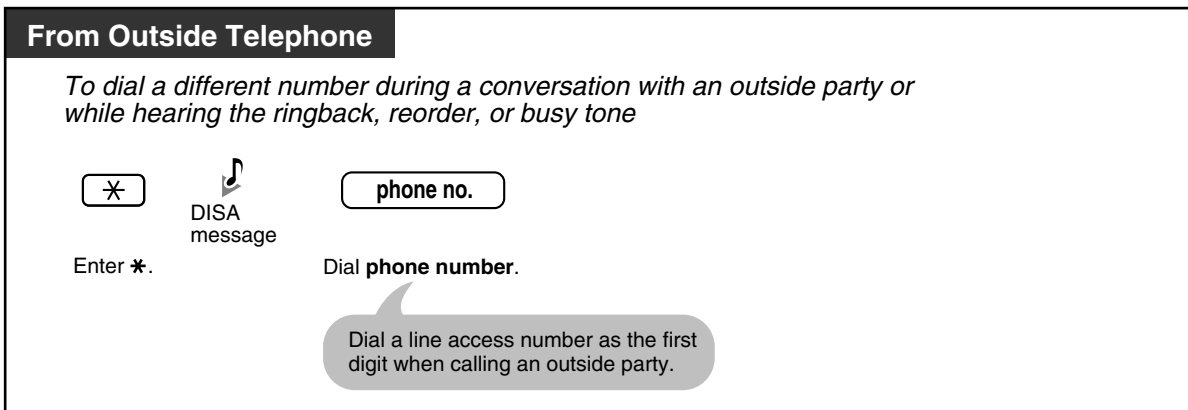 From Outside Telephone
To dial a different number during a conversation with an outside party or
while hearing the ringback, reorder, or busy tone
phone no.
DISA
message
Enter *.
Dial phone number.
Dial a line access number as the first
digit when calling an outside party.